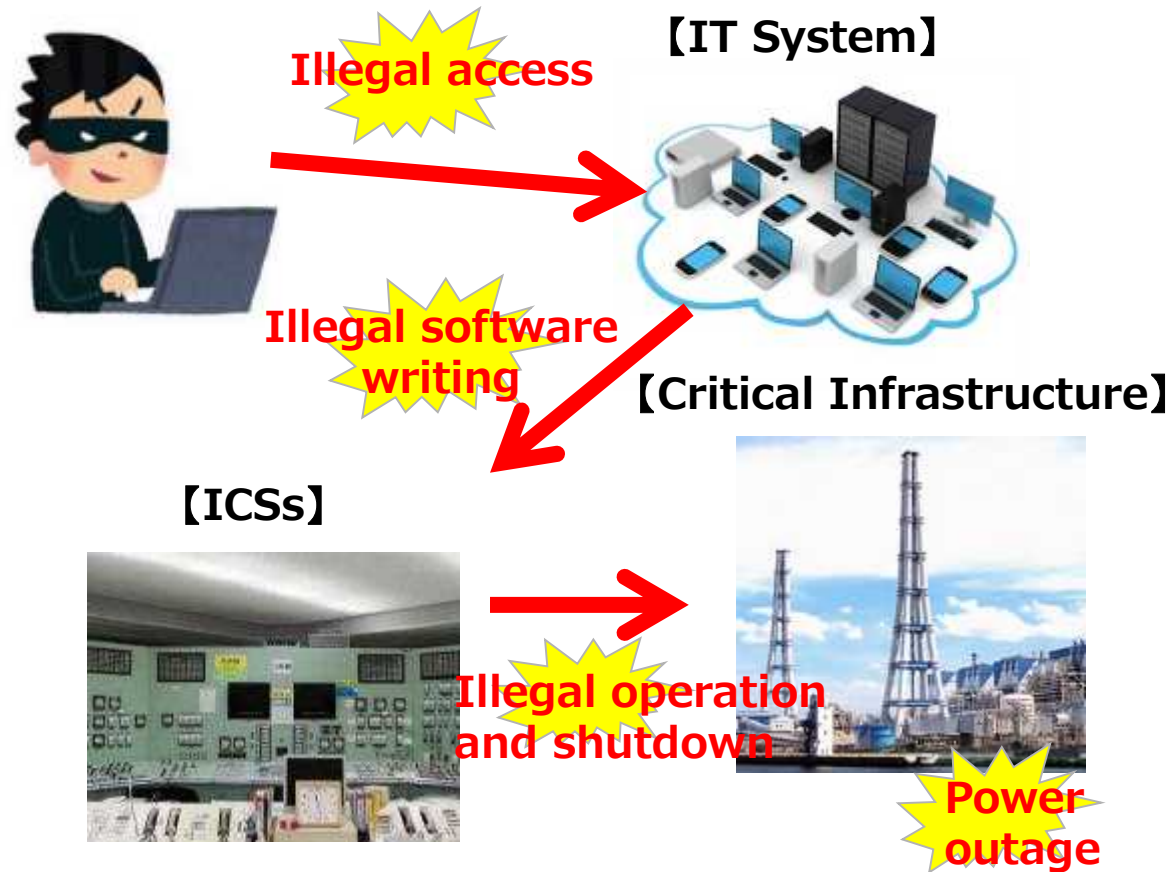 Illegal access
【IT System】
Illegal software
writing
【Critical Infrastructure】
【ICSs】
Illegal operation
and shutdown
Power
outage